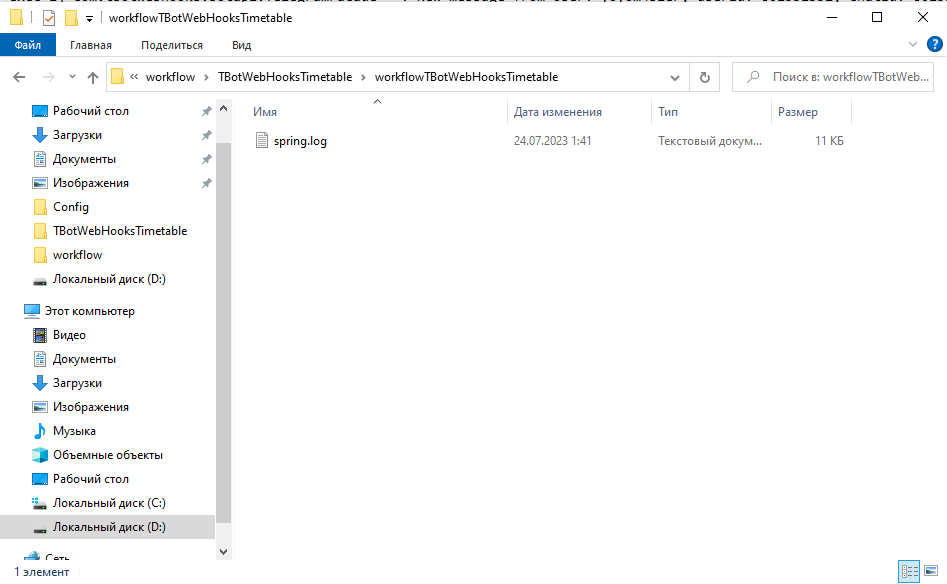 workflowTBotWebHooksTimetable
Файл Главная Поделиться Вид
« workflow > TBotWebHooksTimetable > workflowTBotWebHooksTimetable
Поиск в: workflowTBotWeb...
Рабочий стол
Загрузки
Документы
Изображения
Config
TBotWebHooksTimetable
workflow
Локальный диск (D:)
Этот компьютер
Видео
Документы
Загрузки
Изображения
Музыка
Объемные объекты
Рабочий стол
Локальный диск (C:)
Локальный диск (D:)
Сеть
Имя Дата изменения Тип Размер
spring.log 24.07.2023 1:41 Текстовый докум... 11 КБ
1 элемент